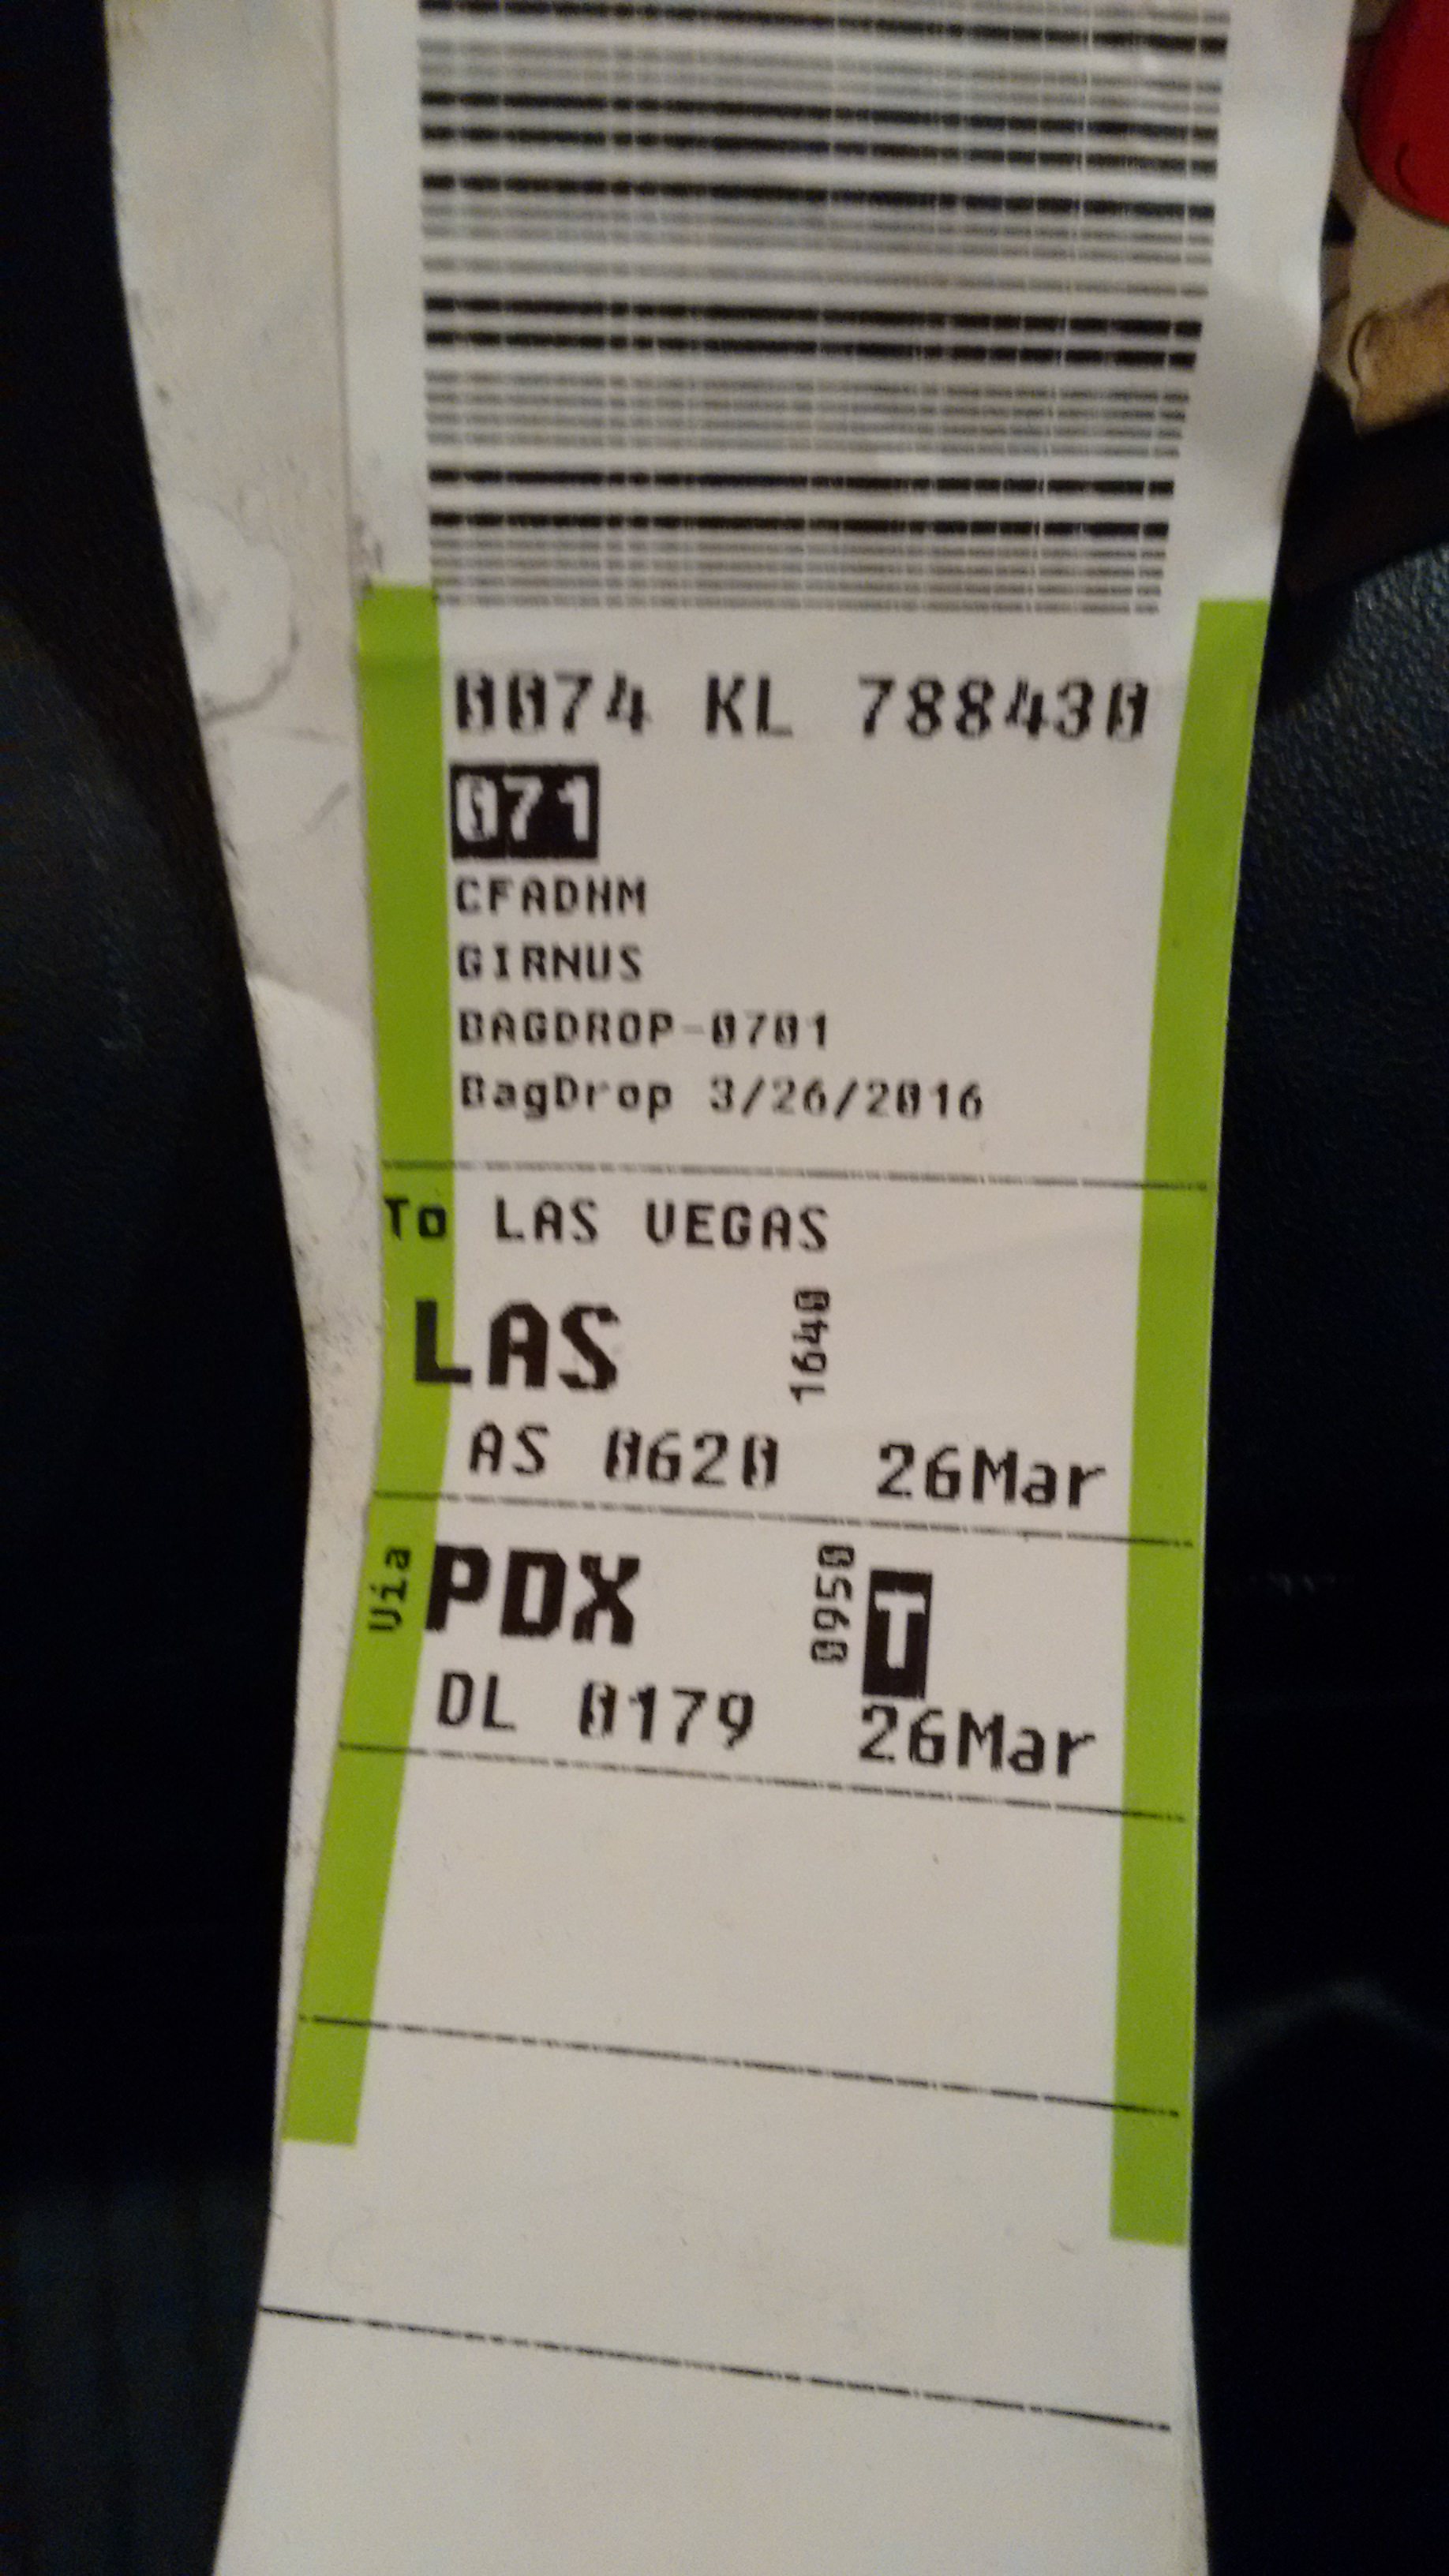 0074 KL 788430
071
CFADHM
GIRNUS
BAGDROP-0701
BagDrop 3/26/2016
To LAS VEGAS
LAS 1640
AS 0620 26Mar
Via PDX 0950 T
DL 0179 26Mar